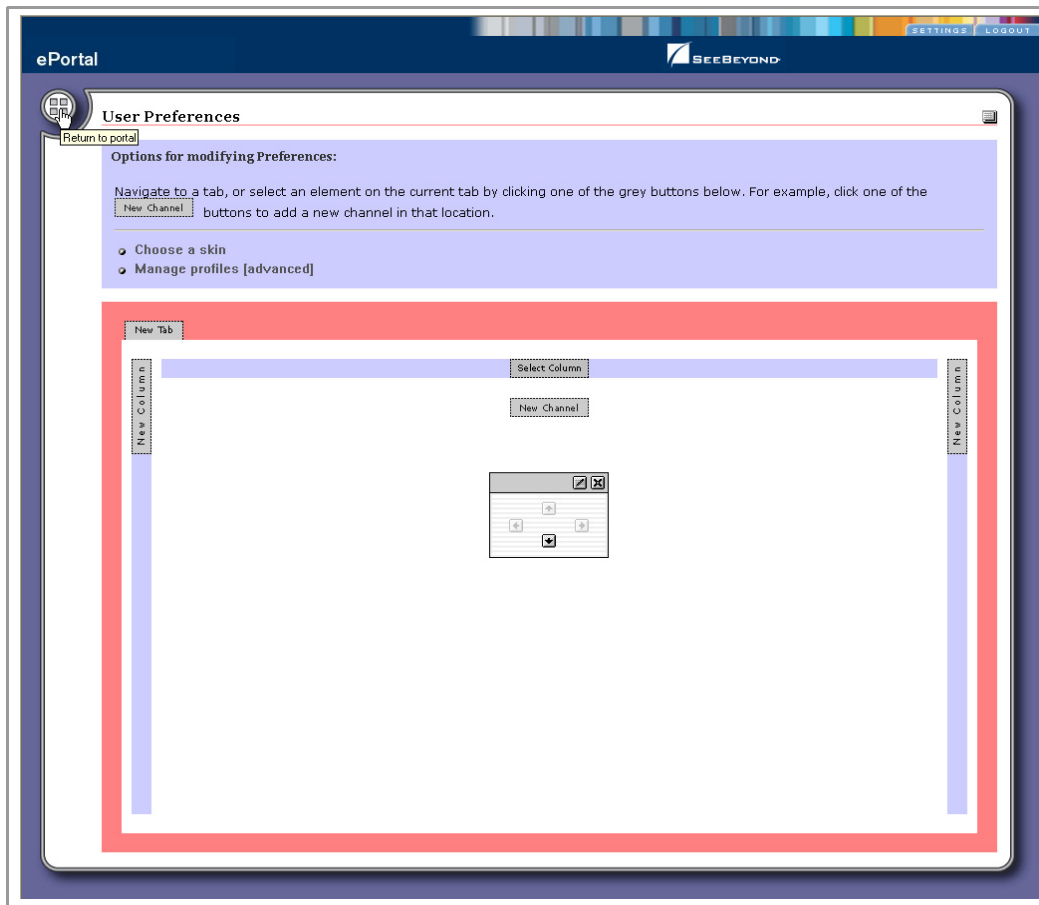 SETTINGS LOGOUT
ePortal
SEEBEYOND
User Preferences
Return to portal
Options for modifying Preferences:
Navigate to a tab, or select an element on the current tab by clicking one of the grey buttons below. For example, click one of the
New Channel buttons to add a new channel in that location.
Choose a skin
Manage profiles [advanced]
New Tab
New Column
Select Column
New Column
New Channel